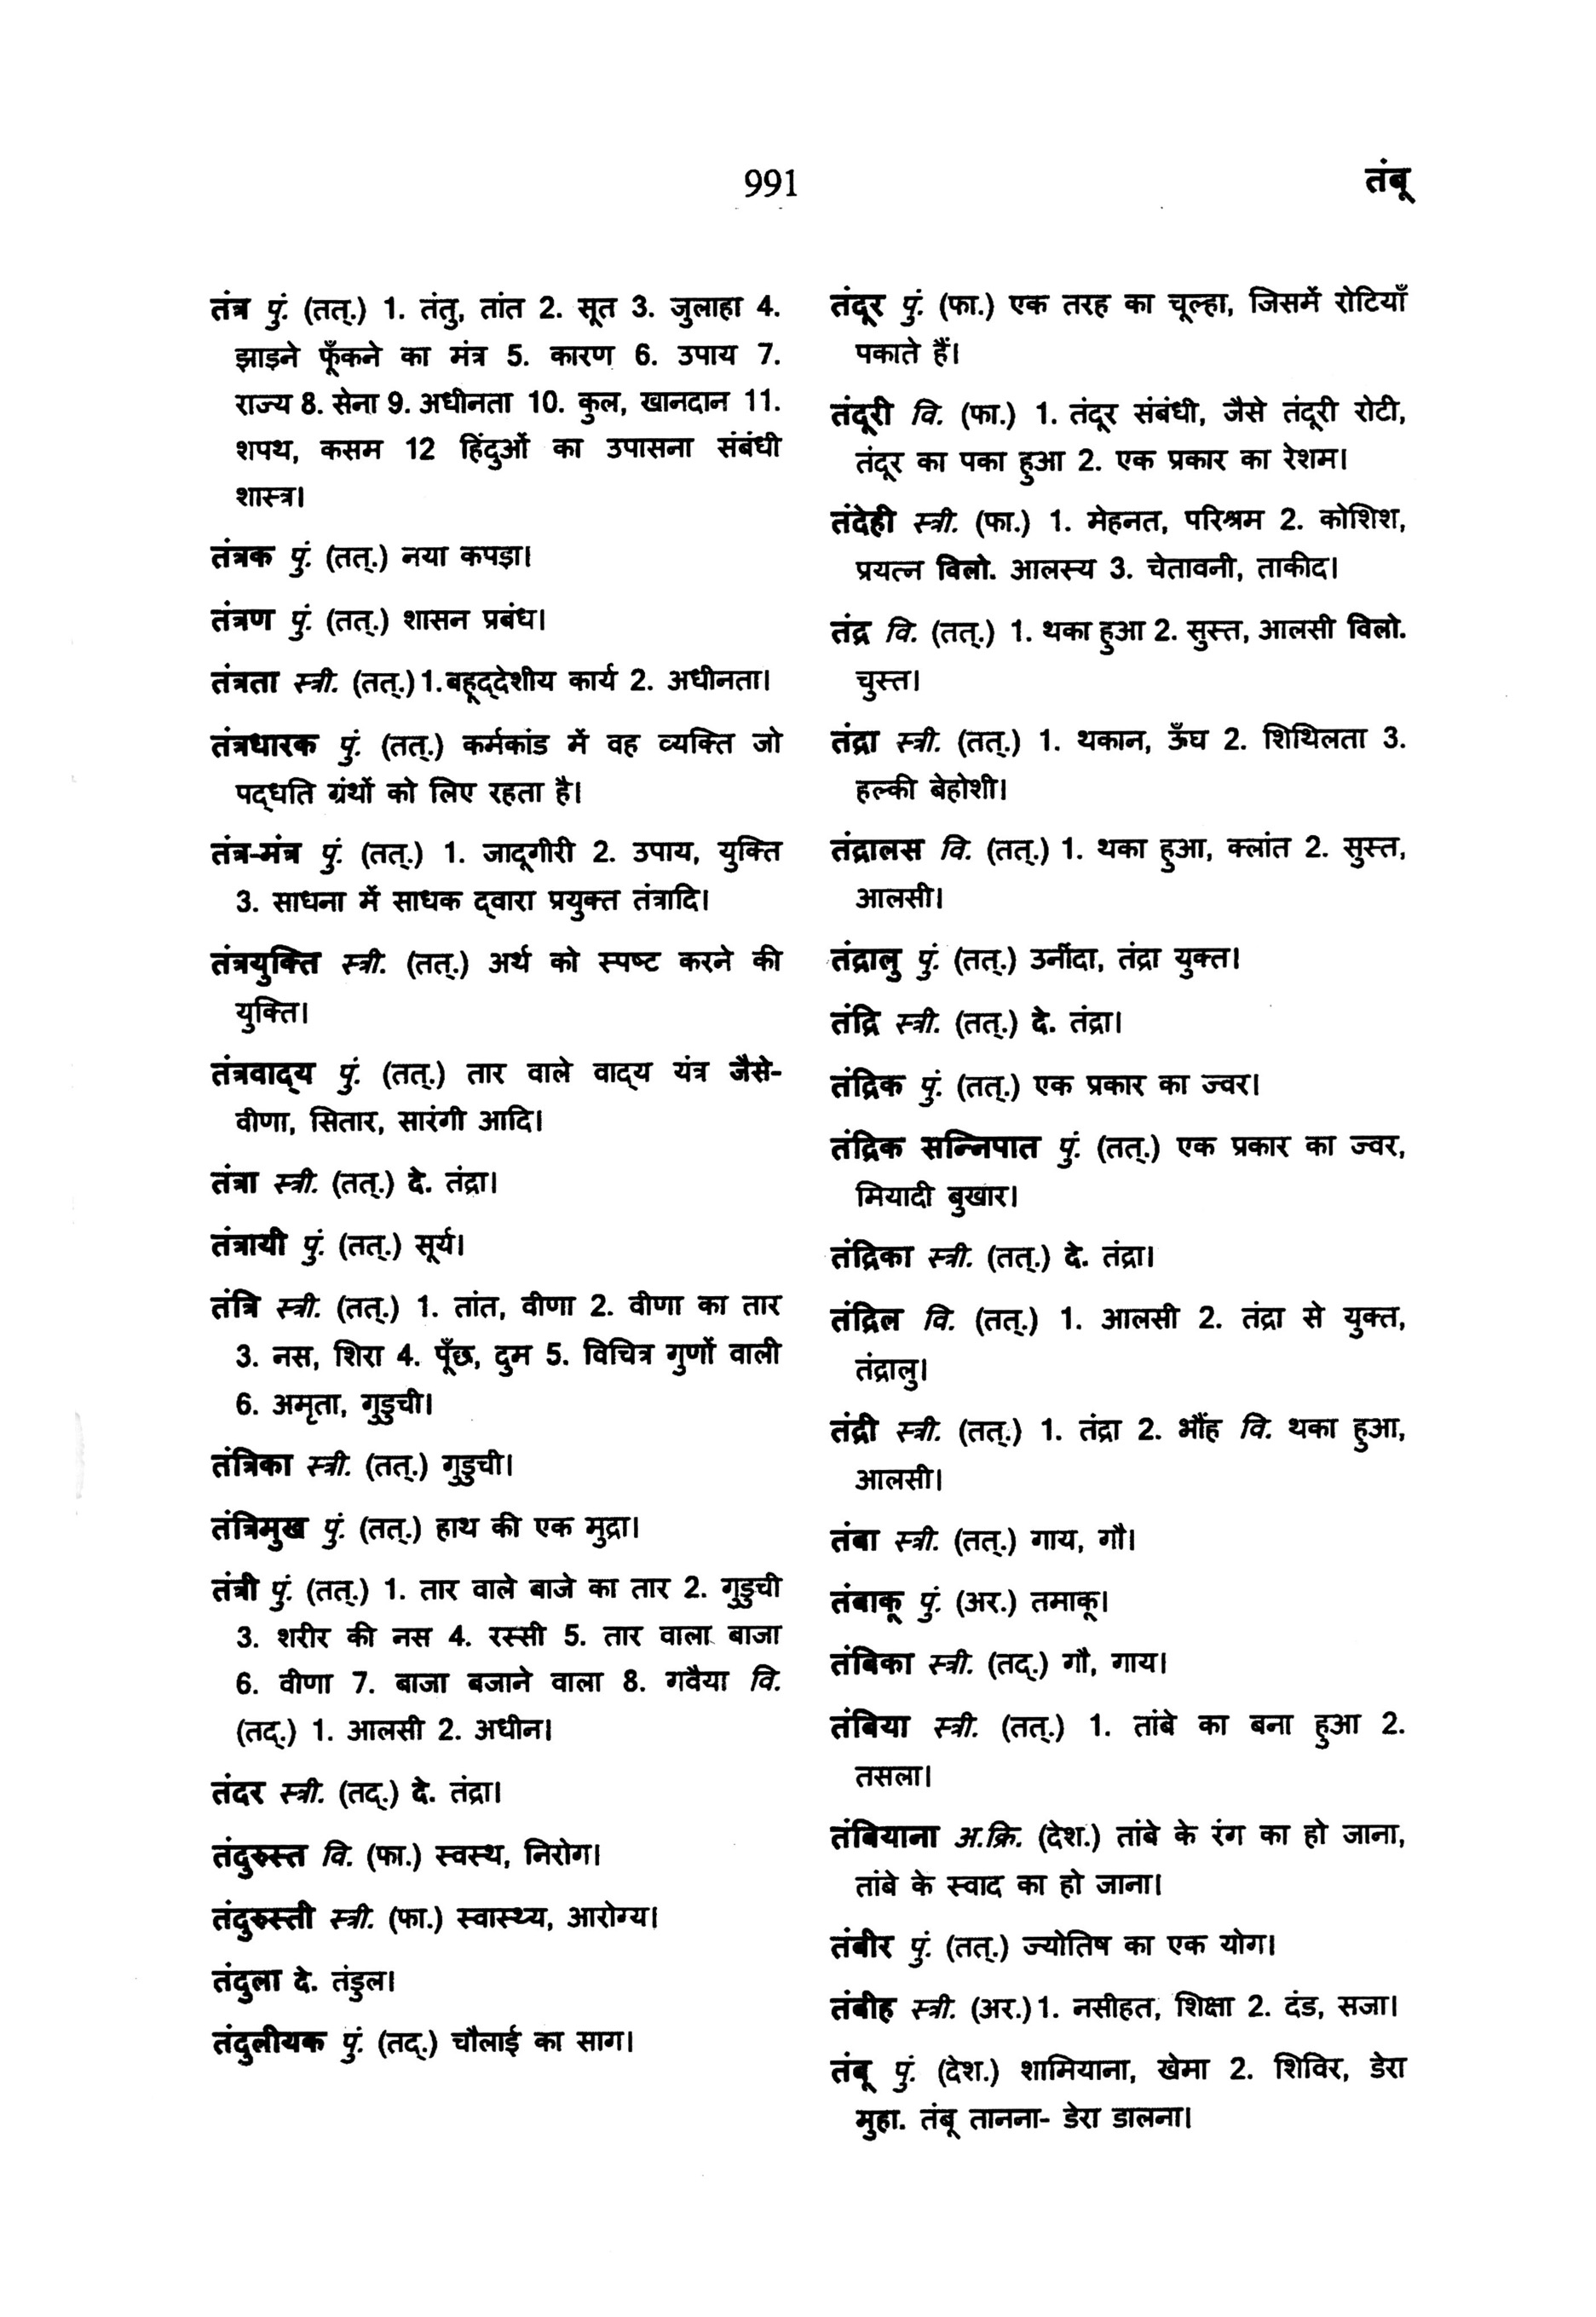 991
तंबू
तंत्र पुं. (तत्.) 1. तंतु, तांत 2. सूत 3. जुलाहा 4.
झाड़ने फूँकने का मंत्र 5. कारण 6. उपाय 7.
राज्य 8. सेना 9. अधीनता 10. कुल, खानदान 11.
शपथ, कसम 12 हिंदुओं का उपासना संबंधी
शास्त्र।
तंत्रक पुं. (तत्.) नया कपड़ा।
तंत्रण पुं. (तत्.) शासन प्रबंध।
तंत्रता स्त्री. (तत्.) 1.बहूद्देशीय कार्य 2. अधीनता।
तंत्रधारक पुं. (तत्.) कर्मकांड में वह व्यक्ति जो
पद्धति ग्रंथों को लिए रहता है।
तंत्र-मंत्र पुं. (तत्.) 1. जादूगीरी 2. उपाय, युक्ति
3. साधना में साधक द्वारा प्रयुक्त तंत्रादि।
तंत्रयुक्ति स्त्री. (तत्.) अर्थ को स्पष्ट करने की
युक्ति।
तंत्रवाद्य पुं. (तत्.) तार वाले वाद्य यंत्र जैसे-
वीणा, सितार, सारंगी आदि।
तंत्रा स्त्री. (तत्.) दे. तंद्रा।
तंत्रायी पुं. (तत्.) सूर्य।
तंत्रि स्त्री. (तत्.) 1. तांत, वीणा 2. वीणा का तार
3. नस, शिरा 4. पूँछ, दुम 5. विचित्र गुणों वाली
6. अमृता, गुडुची।
तंत्रिका स्त्री. (तत्.) गुडुची।
तंत्रिमुख पुं. (तत्.) हाथ की एक मुद्रा।
तंत्री पुं. (तत्.) 1. तार वाले बाजे का तार 2. गुडुची
3. शरीर की नस 4. रस्सी 5. तार वाला बाजा
6. वीणा 7. बाजा बजाने वाला 8. गवैया वि.
(तद्.) 1. आलसी 2. अधीन।
तंदर स्त्री. (तद्.) दे. तंद्रा।
तंदुरुस्त वि. (फा.) स्वस्थ, निरोग।
तंदुरुस्ती स्त्री. (फा.) स्वास्थ्य, आरोग्य।
तंदुला दे. तंडुल।
तंदुलीयक पुं. (तद्.) चौलाई का साग।
तंदूर पुं. (फा.) एक तरह का चूल्हा, जिसमें रोटियाँ
पकाते हैं।
तंदूरी वि. (फा.) 1. तंदूर संबंधी, जैसे तंदूरी रोटी,
तंदूर का पका हुआ 2. एक प्रकार का रेशम।
तंदेही स्त्री. (फा.) 1. मेहनत, परिश्रम 2. कोशिश,
प्रयत्न विलो. आलस्य 3. चेतावनी, ताकीद।
तंद्र वि. (तत्.) 1. थका हुआ 2. सुस्त, आलसी विलो.
चुस्त।
तंद्रा स्त्री. (तत्.) 1. थकान, ऊँघ 2. शिथिलता 3.
हल्की बेहोशी।
तंद्रालस वि. (तत्.) 1. थका हुआ, क्लांत 2. सुस्त,
आलसी।
तंद्रालु पुं. (तत्.) उनींदा, तंद्रा युक्त।
तंद्रि स्त्री. (तत्.) दे. तंद्रा।
तंद्रिक पुं. (तत्.) एक प्रकार का ज्वर।
तंद्रिक सन्निपात पुं. (तत्.) एक प्रकार का ज्वर,
मियादी बुखार।
तंद्रिका स्त्री. (तत्.) दे. तंद्रा।
तंद्रिल वि. (तत्.) 1. आलसी 2. तंद्रा से युक्त,
तंद्रालु।
तंद्री स्त्री. (तत्.) 1. तंद्रा 2. भौंह वि. थका हुआ,
आलसी।
तंबा स्त्री. (तत्.) गाय, गौ।
तंबाकू पुं. (अर.) तमाकू।
तंबिका स्त्री. (तद्.) गौ, गाय।
तंबिया स्त्री. (तत्.) 1. तांबे का बना हुआ 2.
तसला।
तंबियाना अ.क्रि. (देश.) तांबे के रंग का हो जाना,
तांबे के स्वाद का हो जाना।
तंबीर पुं. (तत्.) ज्योतिष का एक योग।
तंबीह स्त्री. (अर.) 1. नसीहत, शिक्षा 2. दंड, सजा।
तंबू पुं. (देश.) शामियाना, खेमा 2. शिविर, डेरा
मुहा. तंबू तानना- डेरा डालना।